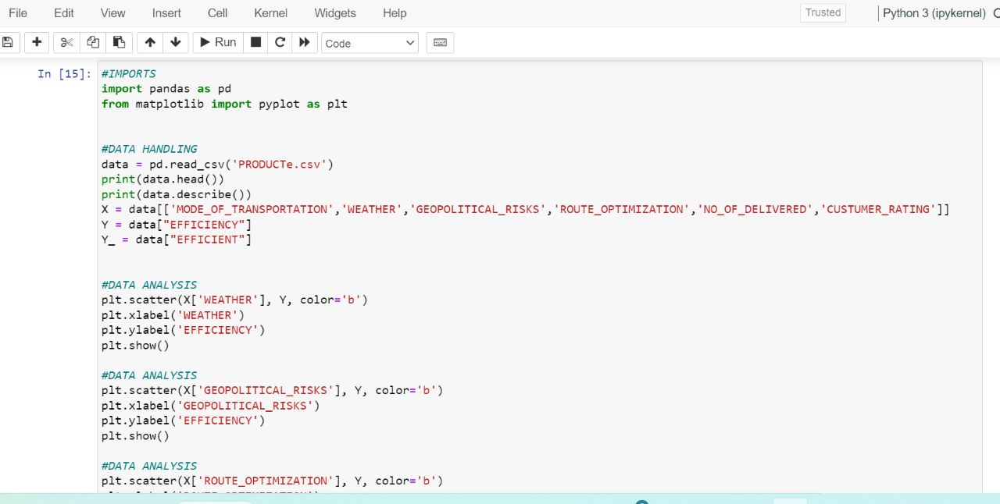 File Edit View Insert Cell Kernel Widgets Help Trusted Python 3 (ipykernel)
Run Code
In [15]: #IMPORTS
import pandas as pd
from matplotlib import pyplot as plt
#DATA HANDLING
data = pd.read_csv('PRODUCTe.csv')
print(data.head())
print(data.describe())
X = data[['MODE_OF_TRANSPORTATION','WEATHER','GEOPOLITICAL_RISKS','ROUTE_OPTIMIZATION','NO_OF_DELIVERED','CUSTUMER_RATING']]
Y = data["EFFICIENCY"]
Y_ = data["EFFICIENT"]
#DATA ANALYSIS
plt.scatter(X['WEATHER'], Y, color='b')
plt.xlabel('WEATHER')
plt.ylabel('EFFICIENCY')
plt.show()
#DATA ANALYSIS
plt.scatter(X['GEOPOLITICAL_RISKS'], Y, color='b')
plt.xlabel('GEOPOLITICAL_RISKS')
plt.ylabel('EFFICIENCY')
plt.show()
#DATA ANALYSIS
plt.scatter(X['ROUTE_OPTIMIZATION'], Y, color='b')